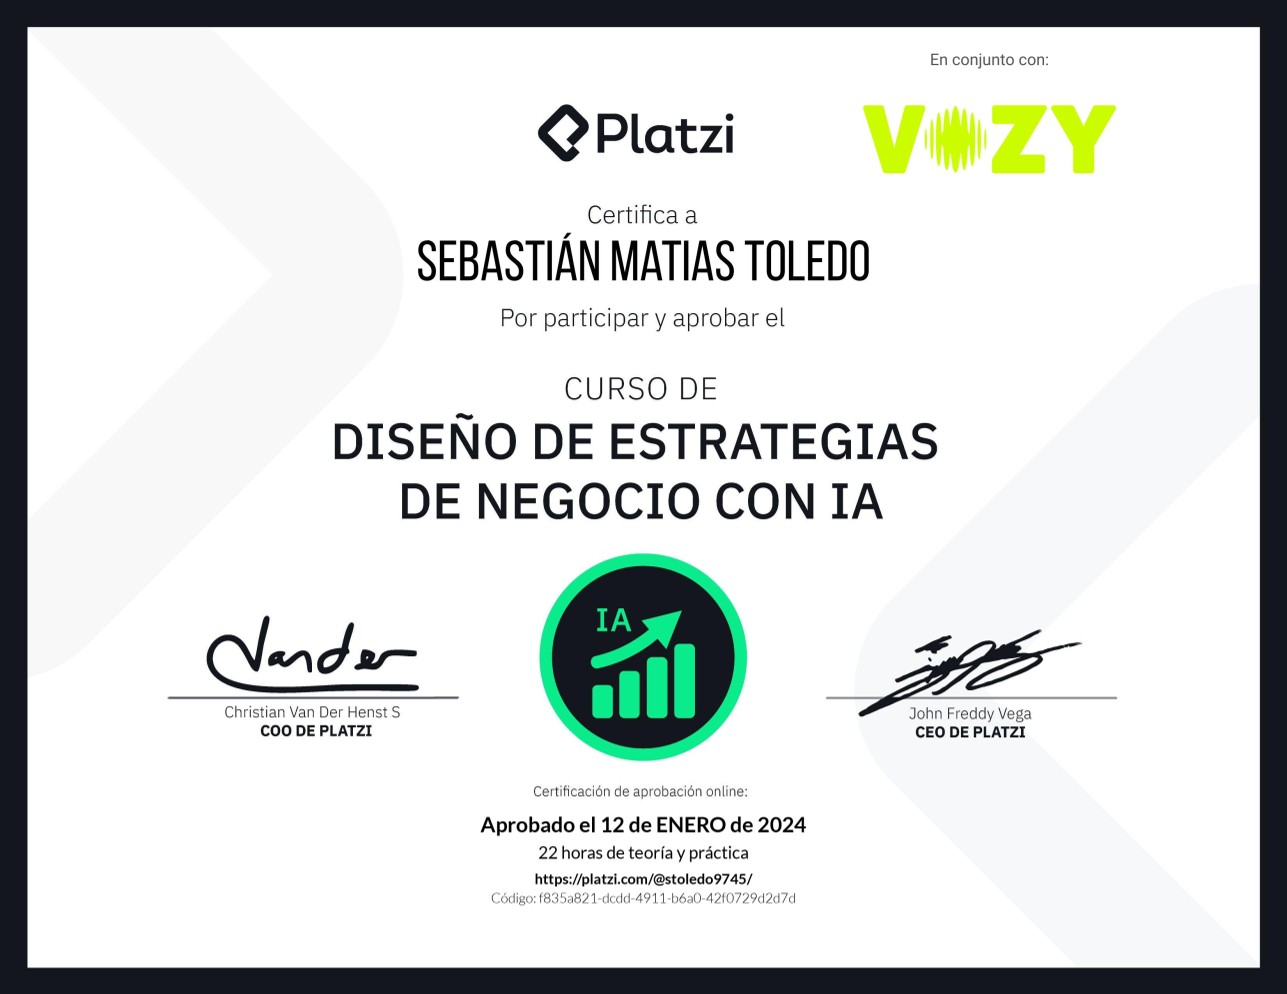 En conjunto con:
Platzi
VOZY
Certifica a
SEBASTIÁN MATIAS TOLEDO
Por participar y aprobar el
CURSO DE
DISEÑO DE ESTRATEGIAS
DE NEGOCIO CON IA
IA
Vander
Christian Van Der Henst S
COO DE PLATZI
John Freddy Vega
CEO DE PLATZI
Certificación de aprobación online:
Aprobado el 12 de ENERO de 2024
22 horas de teoría y práctica
https://platzi.com/@stoledo9745/
Código: f835a821-dcdd-4911-b6a0-42f0729d2d7d